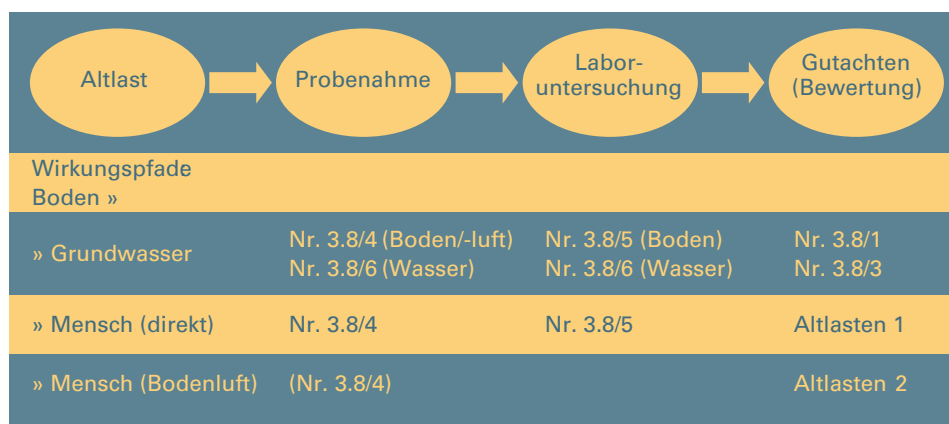 Altlast
Probenahme
Labor-
untersuchung
Gutachten
(Bewertung)
Wirkungspfade
Boden »
» Grundwasser
Nr. 3.8/4 (Boden/-luft)
Nr. 3.8/6 (Wasser)
Nr. 3.8/5 (Boden)
Nr. 3.8/6 (Wasser)
Nr. 3.8/1
Nr. 3.8/3
» Mensch (direkt)
Nr. 3.8/4
Nr. 3.8/5
Altlasten 1
» Mensch (Bodenluft)
(Nr. 3.8/4)
Altlasten 2